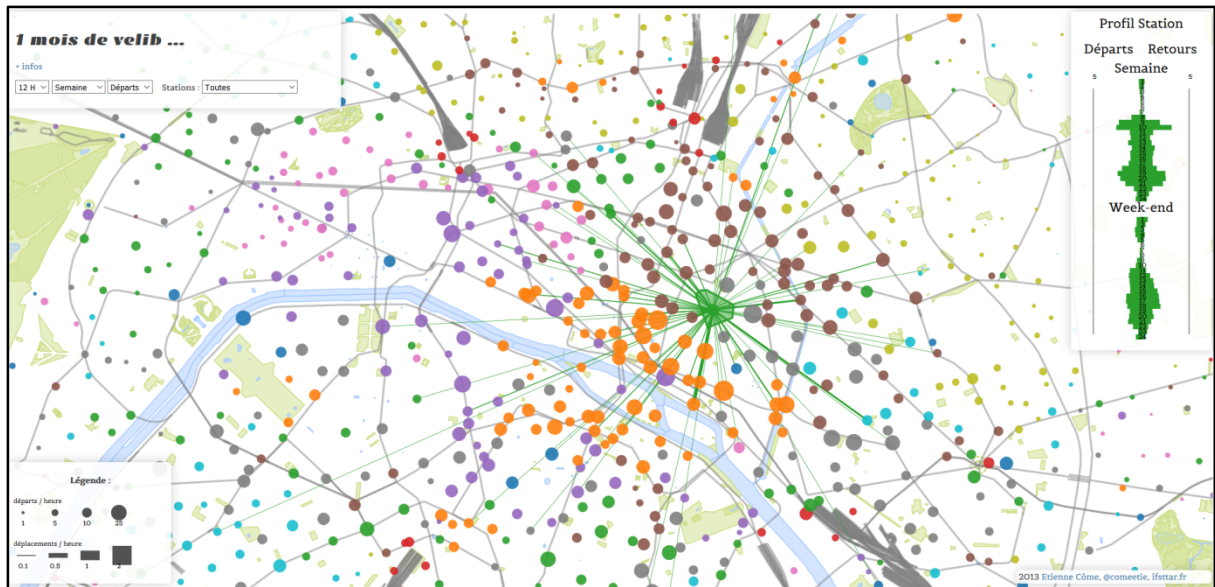 1 mois de velib ...
+ infos
12 H Semaine Départs Stations : Toutes
Profil Station
Départs Retours
Semaine
5 5
Week-end
Légende :
départs / heure
1 5 10 25
déplacements / heure
0.1 0.5 1 2
2013 Etienne Côme, @comeetie, ifsttar.fr